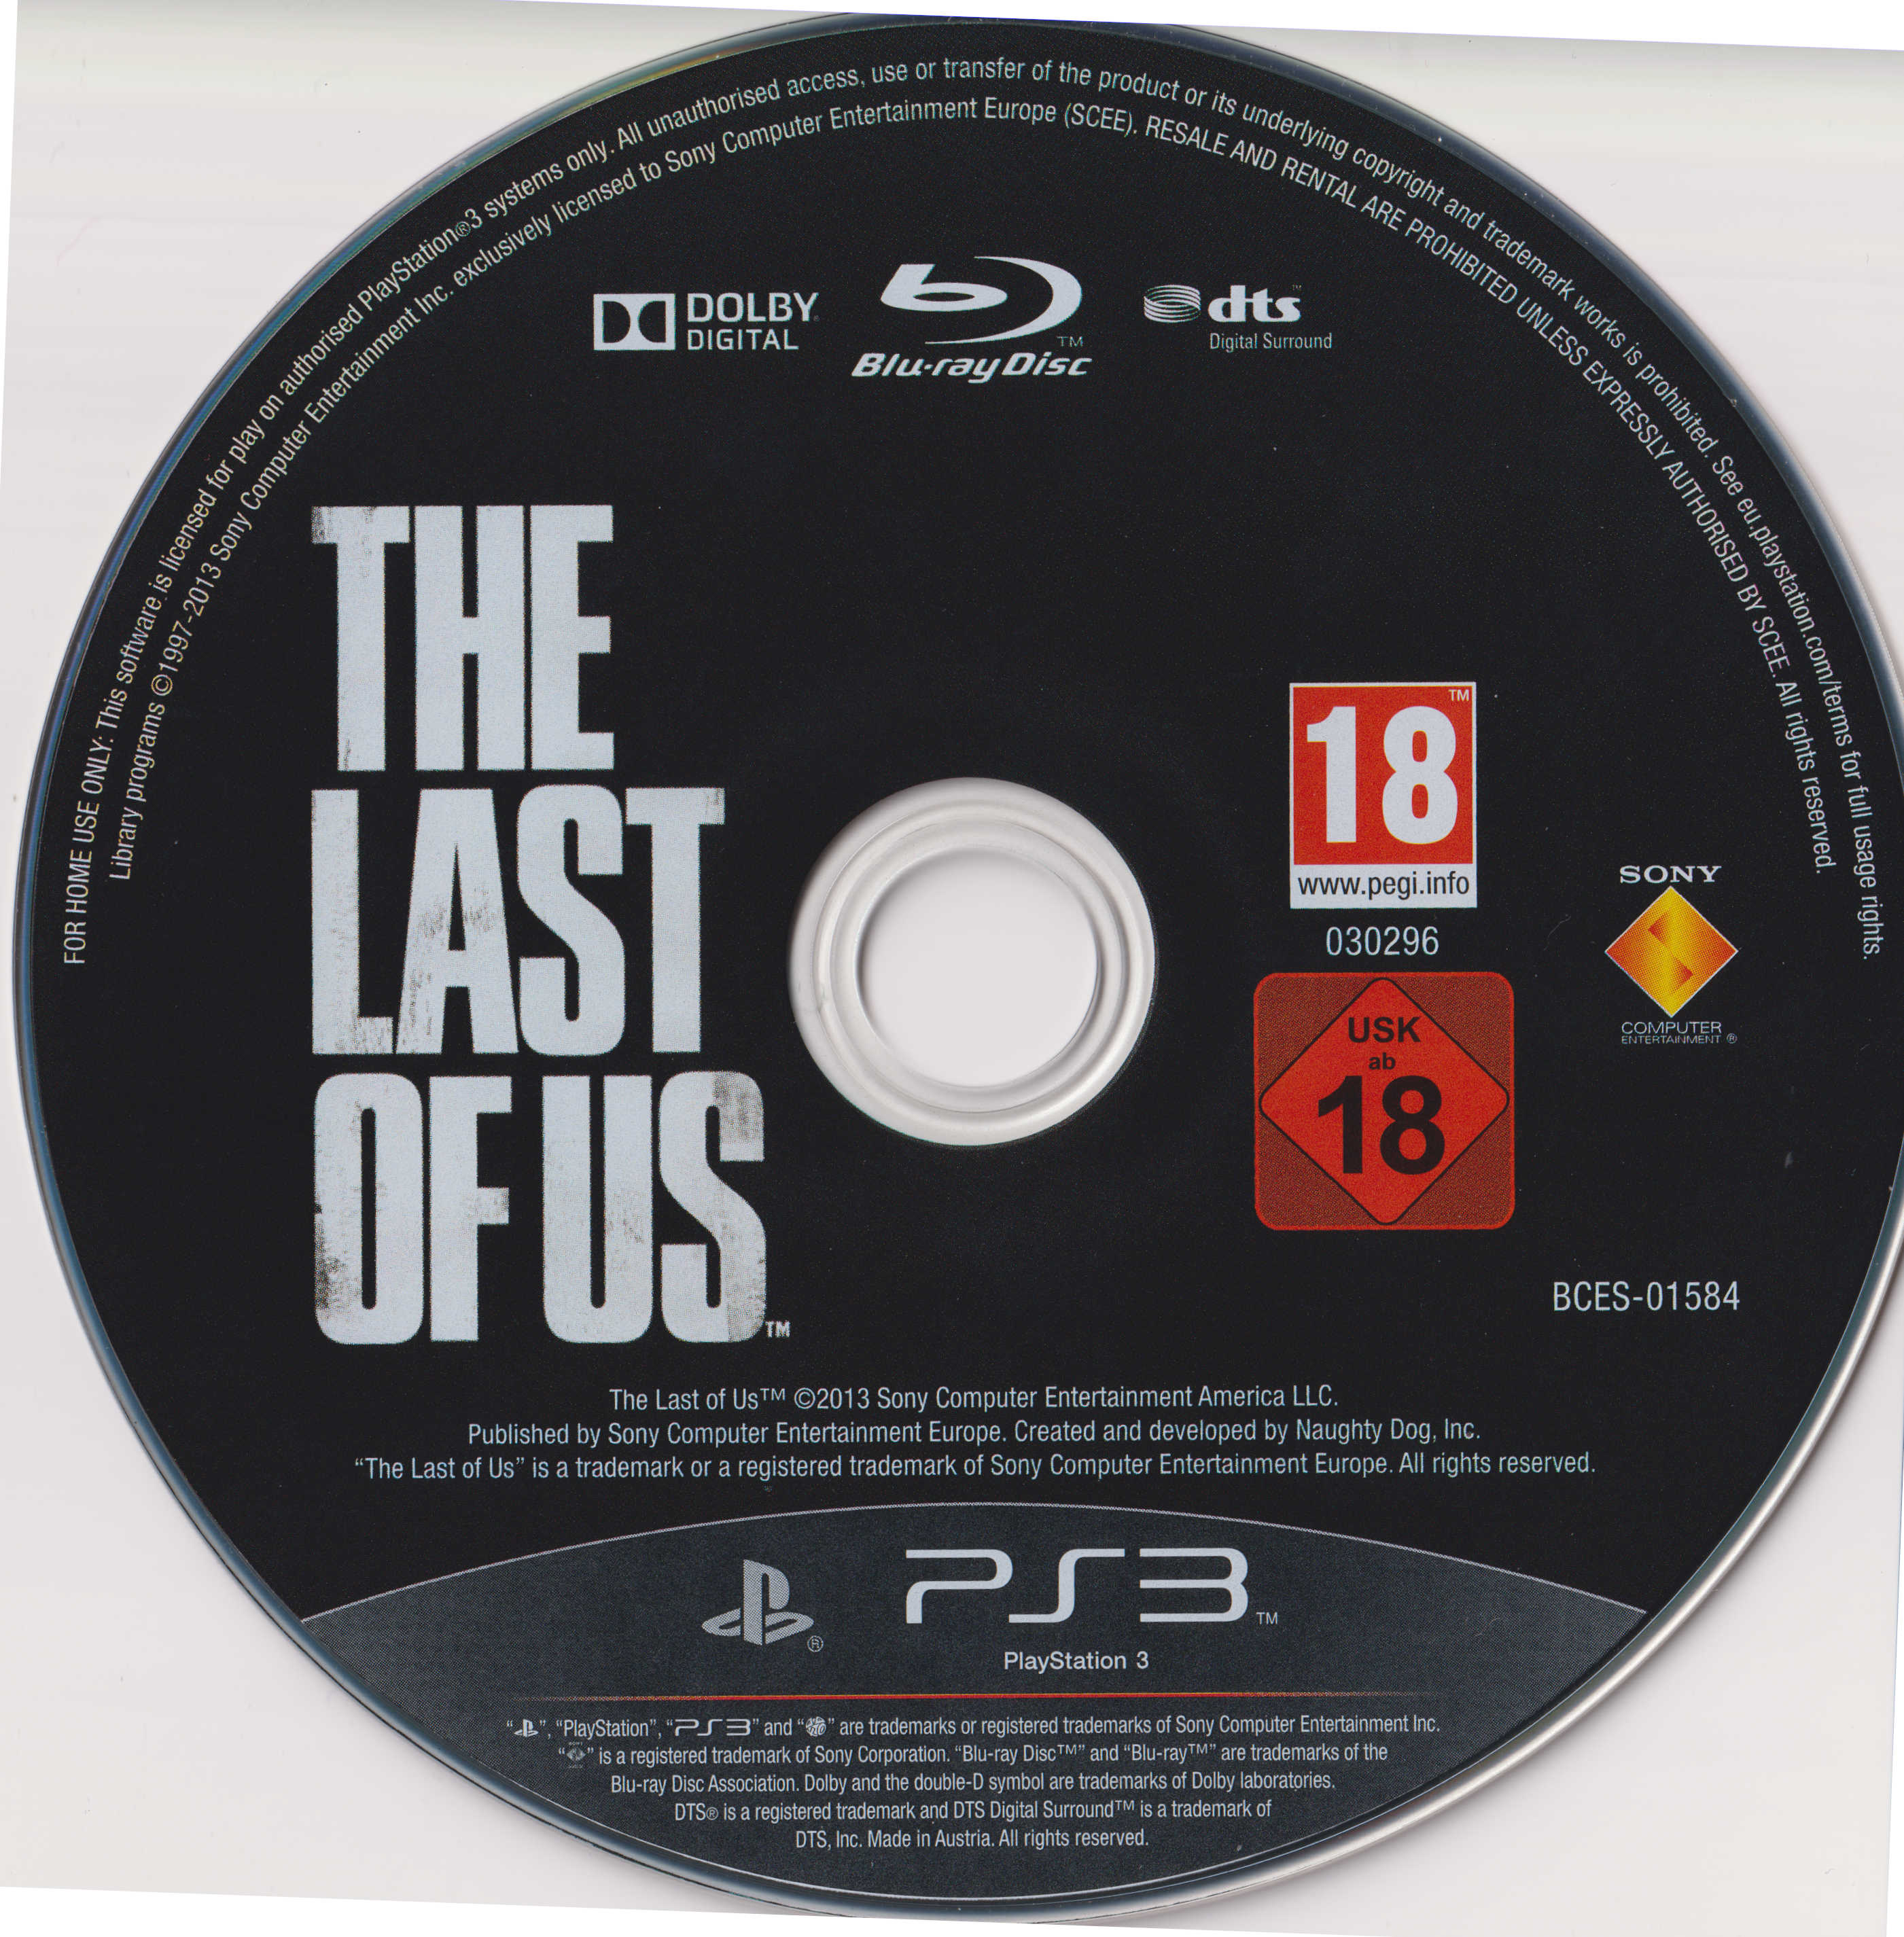 FOR HOME USE ONLY: This software is licensed for play on authorised PlayStation®3 systems only. All unauthorised access, use or transfer of the product or its underlying copyright and trademark works is prohibited. See eu.playstation.com/terms for full usage rights.
Library programs ©1997-2013 Sony Computer Entertainment Inc. exclusively licensed to Sony Computer Entertainment Europe (SCEE). RESALE AND RENTAL ARE PROHIBITED UNLESS EXPRESSLY AUTHORISED BY SCEE. All rights reserved.
DOLBY®
DIGITAL
TM
Blu-ray Disc
dts™
Digital Surround
THE
LAST
OF US™
18™
www.pegi.info
030296
USK
ab
18
SONY
COMPUTER
ENTERTAINMENT ®
BCES-01584
The Last of Us™ ©2013 Sony Computer Entertainment America LLC.
Published by Sony Computer Entertainment Europe. Created and developed by Naughty Dog, Inc.
“The Last of Us” is a trademark or a registered trademark of Sony Computer Entertainment Europe. All rights reserved.
® PS3™
PlayStation 3
“ ”, “PlayStation”, “PS3” and “ ” are trademarks or registered trademarks of Sony Computer Entertainment Inc.
“ ” is a registered trademark of Sony Corporation. “Blu-ray Disc™” and “Blu-ray™” are trademarks of the
Blu-ray Disc Association. Dolby and the double-D symbol are trademarks of Dolby laboratories.
DTS® is a registered trademark and DTS Digital Surround™ is a trademark of
DTS, Inc. Made in Austria. All rights reserved.